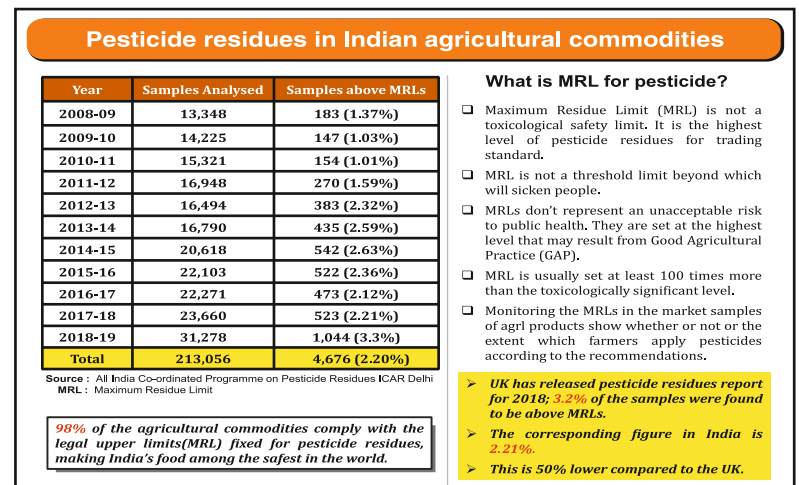 Pesticide residues in Indian agricultural commodities
Year Samples Analysed Samples above MRLs
2008-09 13,348 183 (1.37%)
2009-10 14,225 147 (1.03%)
2010-11 15,321 154 (1.01%)
2011-12 16,948 270 (1.59%)
2012-13 16,494 383 (2.32%)
2013-14 16,790 435 (2.59%)
2014-15 20,618 542 (2.63%)
2015-16 22,103 522 (2.36%)
2016-17 22,271 473 (2.12%)
2017-18 23,660 523 (2.21%)
2018-19 31,278 1,044 (3.3%)
Total 213,056 4,676 (2.20%)
Source : All India Co-ordinated Programme on Pesticide Residues ICAR Delhi
MRL : Maximum Residue Limit
98% of the agricultural commodities comply with the
legal upper limits(MRL) fixed for pesticide residues,
making India's food among the safest in the world.
What is MRL for pesticide?
❑ Maximum Residue Limit (MRL) is not a
toxicological safety limit. It is the highest
level of pesticide residues for trading
standard.
❑ MRL is not a threshold limit beyond which
will sicken people.
❑ MRLs don't represent an unacceptable risk
to public health. They are set at the highest
level that may result from Good Agricultural
Practice (GAP).
❑ MRL is usually set at least 100 times more
than the toxicologically significant level.
❑ Monitoring the MRLs in the market samples
of agrl products show whether or not or the
extent which farmers apply pesticides
according to the recommendations.
➢ UK has released pesticide residues report
for 2018; 3.2% of the samples were found
to be above MRLs.
➢ The corresponding figure in India is
2.21%.
➢ This is 50% lower compared to the UK.